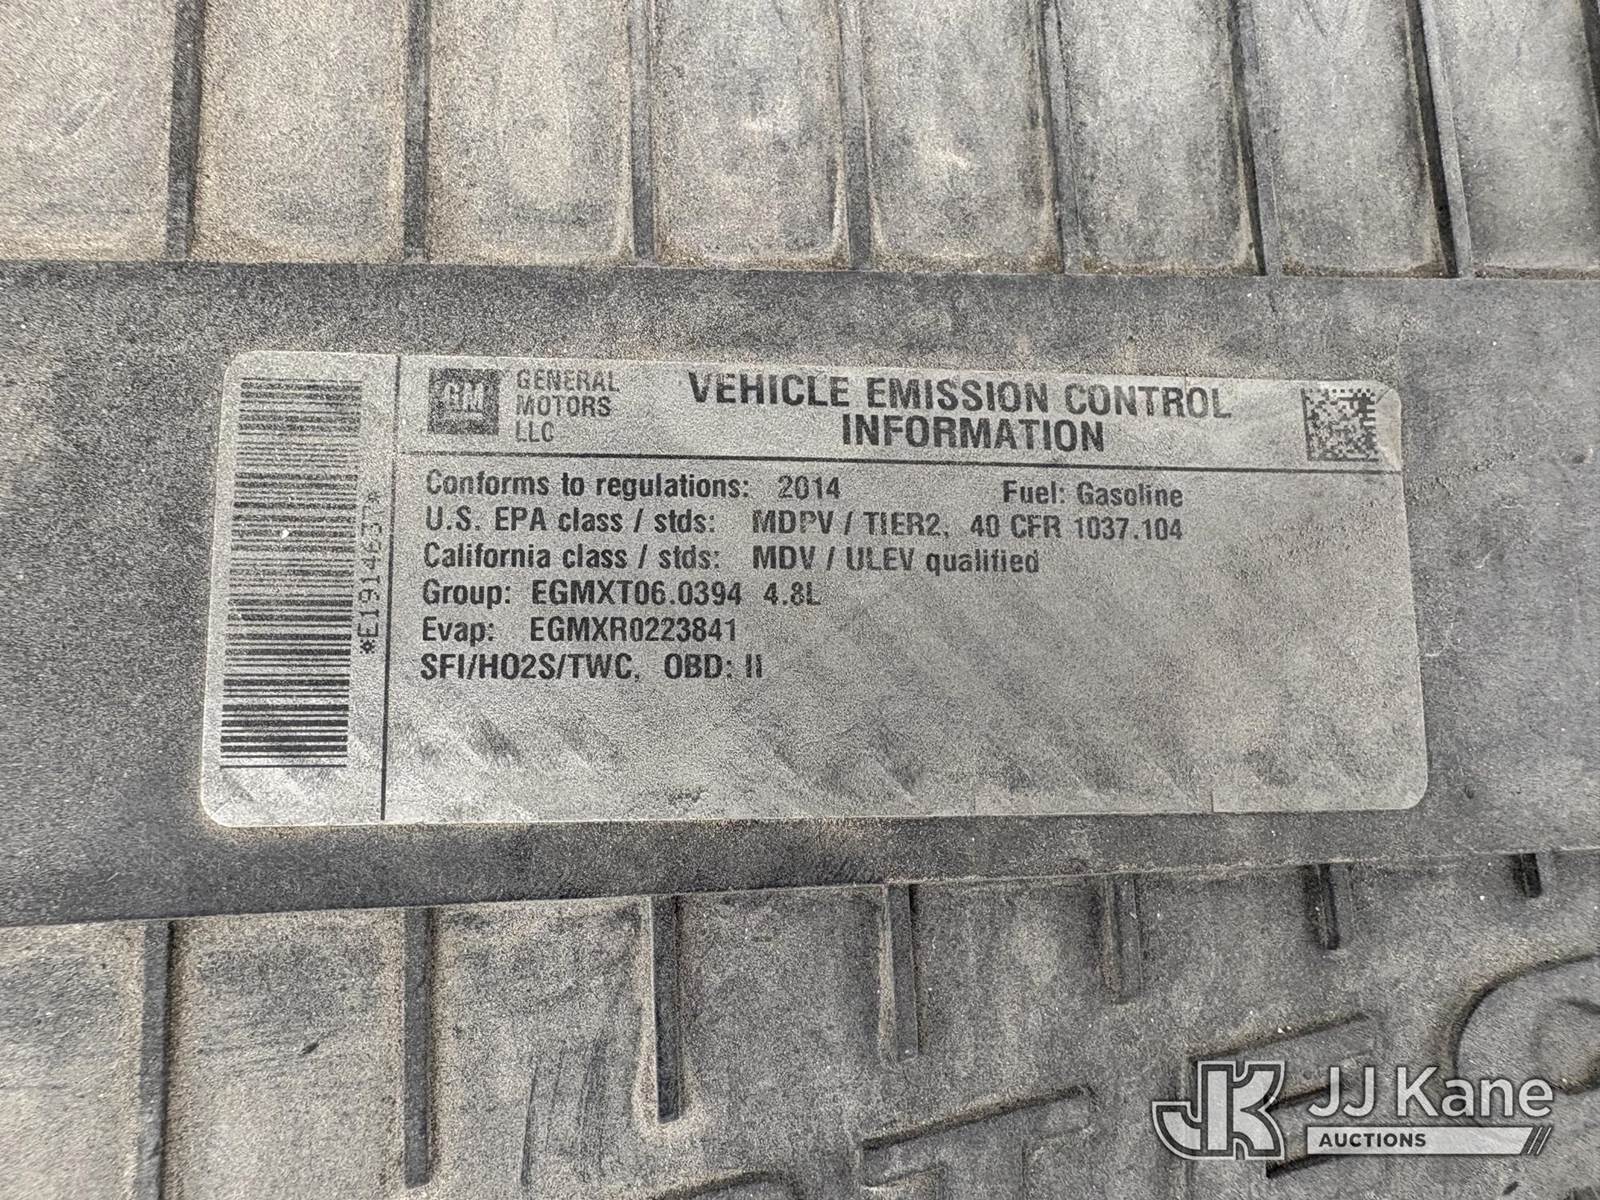 GM
GENERAL
MOTORS
LLC
VEHICLE EMISSION CONTROL
INFORMATION
Conforms to regulations: 2014 Fuel: Gasoline
U.S. EPA class / stds: MDPV / TIER2, 40 CFR 1037.104
California class / stds: MDV / ULEV qualified
Group: EGMXT06.0394 4.8L
Evap: EGMXR0223841
SFI/HO2S/TWC, OBD: II
JK JJ Kane
AUCTIONS